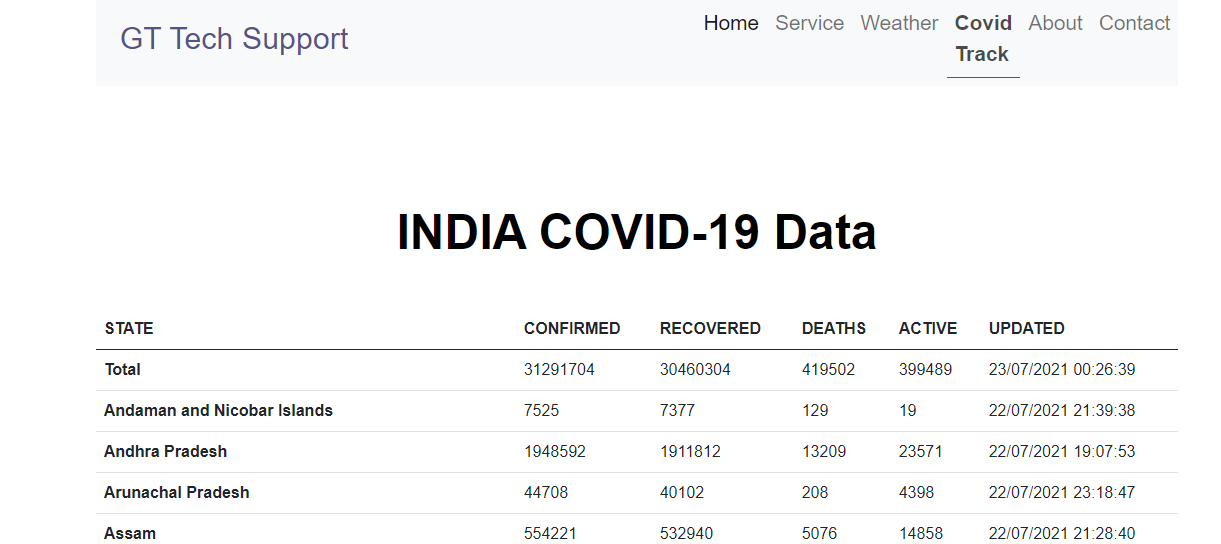 GT Tech Support
Home Service Weather Covid Track About Contact
INDIA COVID-19 Data
STATE CONFIRMED RECOVERED DEATHS ACTIVE UPDATED
Total 31291704 30460304 419502 399489 23/07/2021 00:26:39
Andaman and Nicobar Islands 7525 7377 129 19 22/07/2021 21:39:38
Andhra Pradesh 1948592 1911812 13209 23571 22/07/2021 19:07:53
Arunachal Pradesh 44708 40102 208 4398 22/07/2021 23:18:47
Assam 554221 532940 5076 14858 22/07/2021 21:28:40